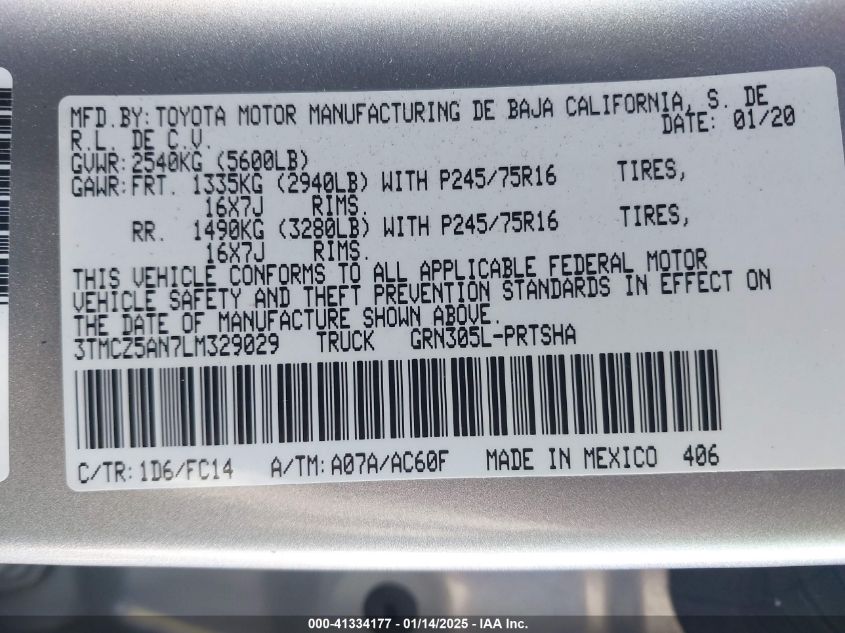 MFD.BY: TOYOTA MOTOR MANUFACTURING DE BAJA CALIFORNIA, S. DE
R.L. DE C.V. DATE: 01/20
GVWR: 2540KG (5600LB)
GAWR: FRT. 1335KG (2940LB) WITH P245/75R16 TIRES,
16X7J RIMS.
RR. 1490KG (3280LB) WITH P245/75R16 TIRES,
16X7J RIMS.
THIS VEHICLE CONFORMS TO ALL APPLICABLE FEDERAL MOTOR
VEHICLE SAFETY AND THEFT PREVENTION STANDARDS IN EFFECT ON
THE DATE OF MANUFACTURE SHOWN ABOVE.
3TMCZ5AN7LM329029 TRUCK GRN305L-PRTSHA
C/TR: 1D6/FC14 A/TM: A07A/AC60F MADE IN MEXICO 406
000-41334177 - 01/14/2025 - IAA Inc.